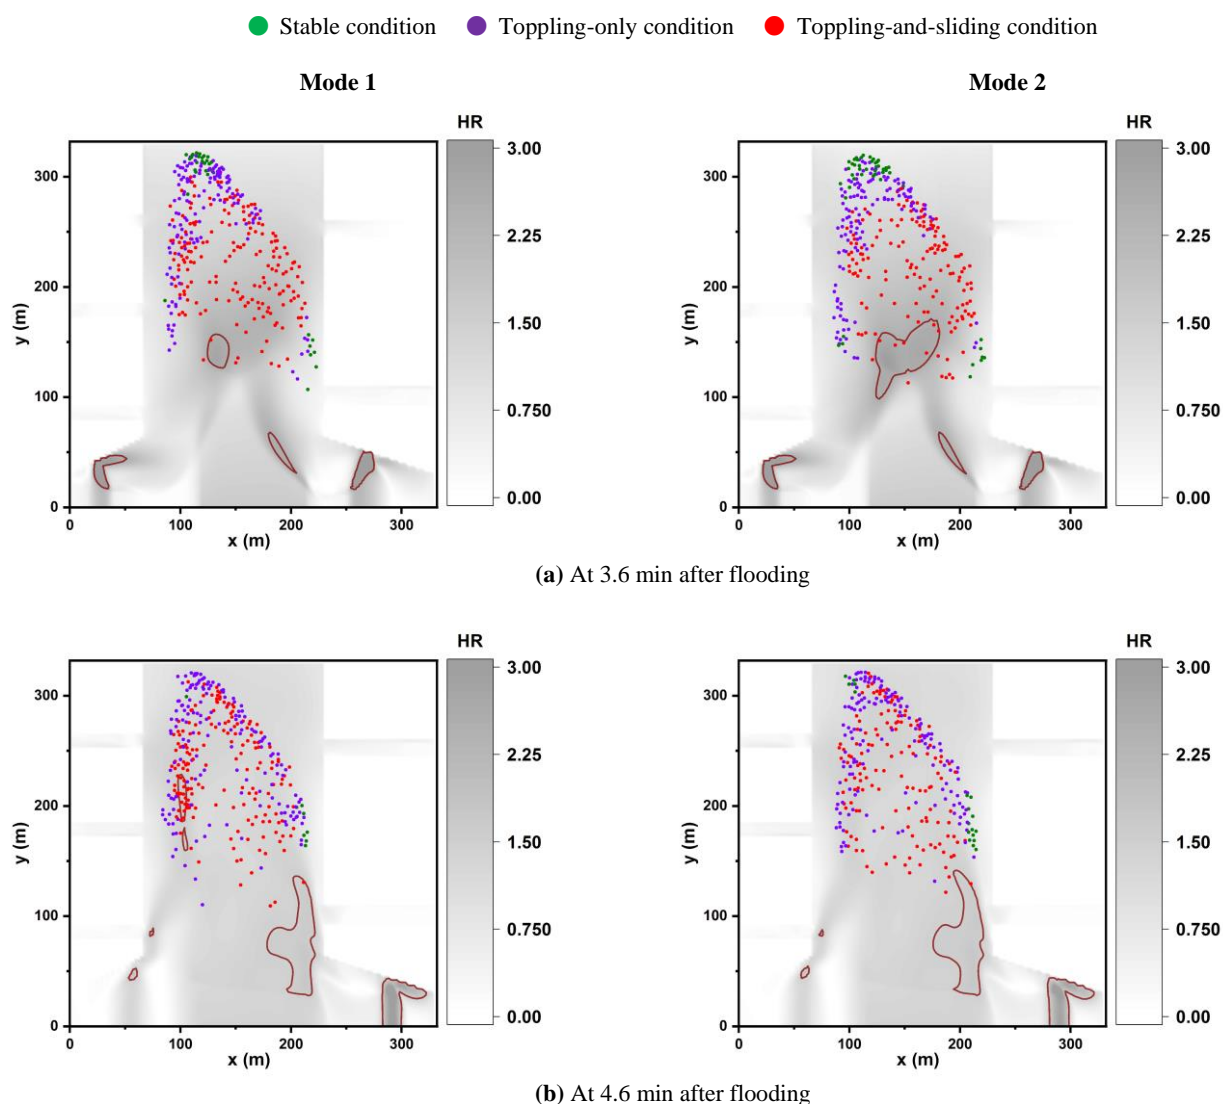 Stable condition Toppling-only condition Toppling-and-sliding condition
Mode 1 Mode 2
HR HR
3.00 3.00
300 300
2.25 2.25
y (m) 200 y (m) 200
1.50 1.50
100 100
0.750 0.750
0 0.00 0 0.00
0 100 200 300 0 100 200 300
x (m) x (m)
(a) At 3.6 min after flooding
HR HR
3.00 3.00
300 300
2.25 2.25
y (m) 200 y (m) 200
1.50 1.50
100 100
0.750 0.750
0 0.00 0 0.00
0 100 200 300 0 100 200 300
x (m) x (m)
(b) At 4.6 min after flooding